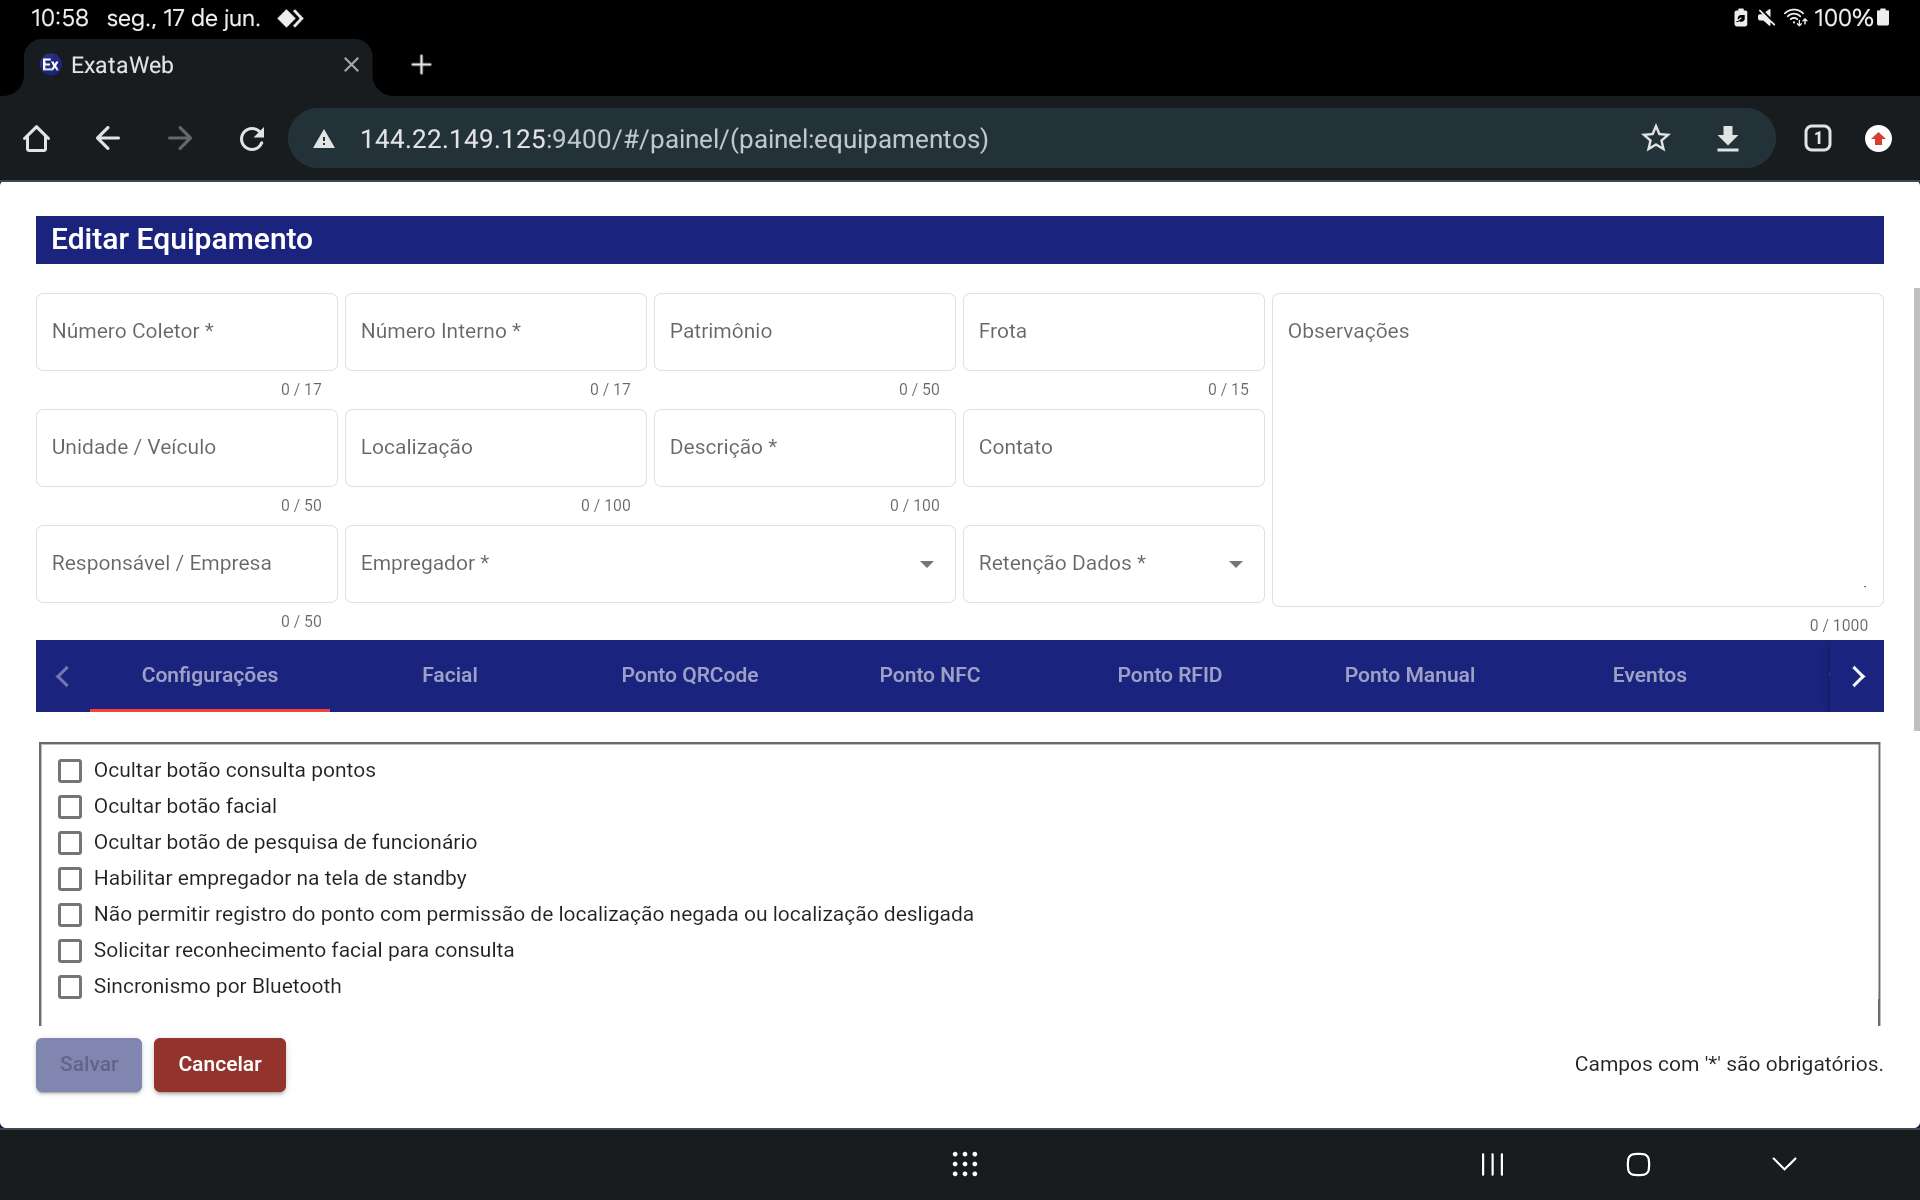 10:58 seg., 17 de jun.
100%
Ex ExataWeb
144.22.149.125:9400/#/painel/(painel:equipamentos)
1
Editar Equipamento
Número Coletor *
Número Interno *
Patrimônio
Frota
Observações
0 / 17
0 / 17
0 / 50
0 / 15
Unidade / Veículo
Localização
Descrição *
Contato
0 / 50
0 / 100
0 / 100
Responsável / Empresa
Empregador *
Retenção Dados *
0 / 50
0 / 1000
Configurações
Facial
Ponto QRCode
Ponto NFC
Ponto RFID
Ponto Manual
Eventos
Ocultar botão consulta pontos
Ocultar botão facial
Ocultar botão de pesquisa de funcionário
Habilitar empregador na tela de standby
Não permitir registro do ponto com permissão de localização negada ou localização desligada
Solicitar reconhecimento facial para consulta
Sincronismo por Bluetooth
Salvar
Cancelar
Campos com '*' são obrigatórios.